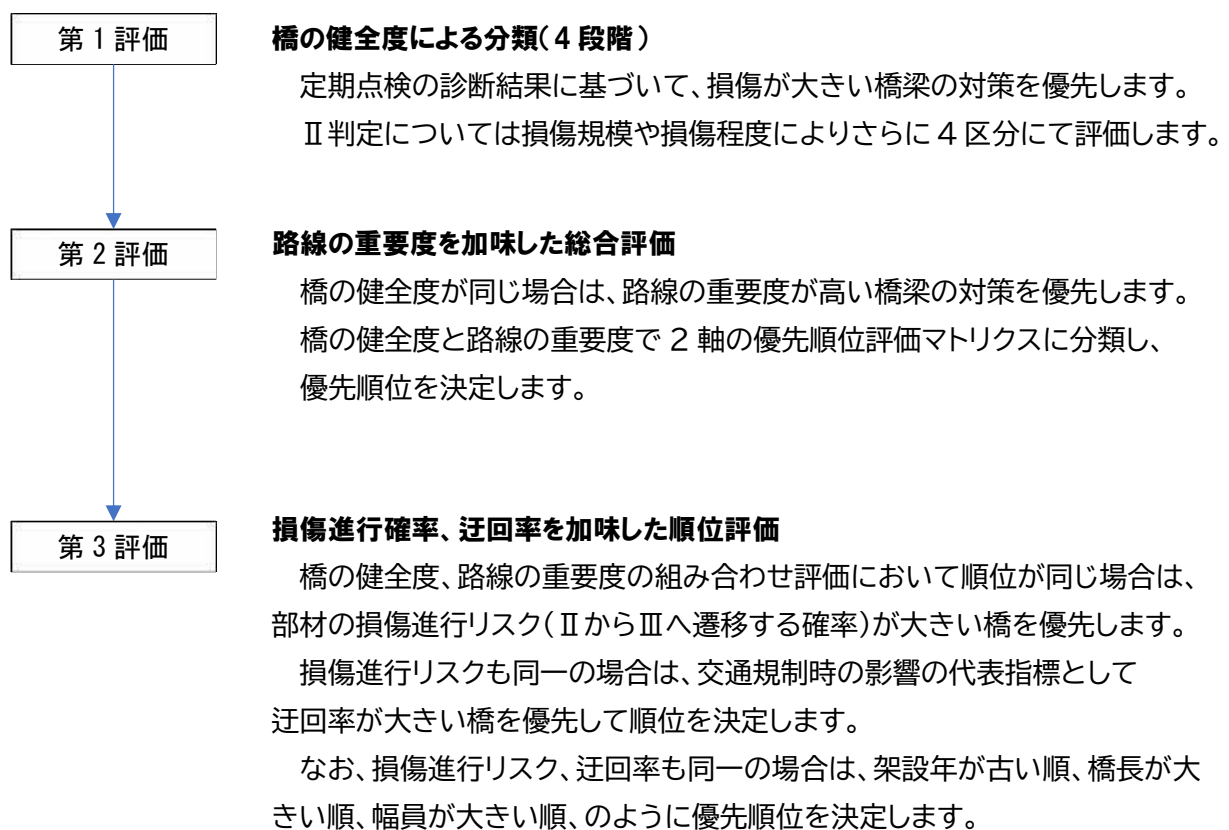 第1評価
橋の健全度による分類(4段階)
定期点検の診断結果に基づいて、損傷が大きい橋梁の対策を優先します。
Ⅱ判定については損傷規模や損傷程度によりさらに4区分にて評価します。
第2評価
路線の重要度を加味した総合評価
橋の健全度が同じ場合は、路線の重要度が高い橋梁の対策を優先します。
橋の健全度と路線の重要度で2軸の優先順位評価マトリクスに分類し、
優先順位を決定します。
第3評価
損傷進行確率、迂回率を加味した順位評価
橋の健全度、路線の重要度の組み合わせ評価において順位が同じ場合は、
部材の損傷進行リスク(ⅡからⅢへ遷移する確率)が大きい橋を優先します。
損傷進行リスクも同一の場合は、交通規制時の影響の代表指標として
迂回率が大きい橋を優先して順位を決定します。
なお、損傷進行リスク、迂回率も同一の場合は、架設年が古い順、橋長が大
きい順、幅員が大きい順、のように優先順位を決定します。